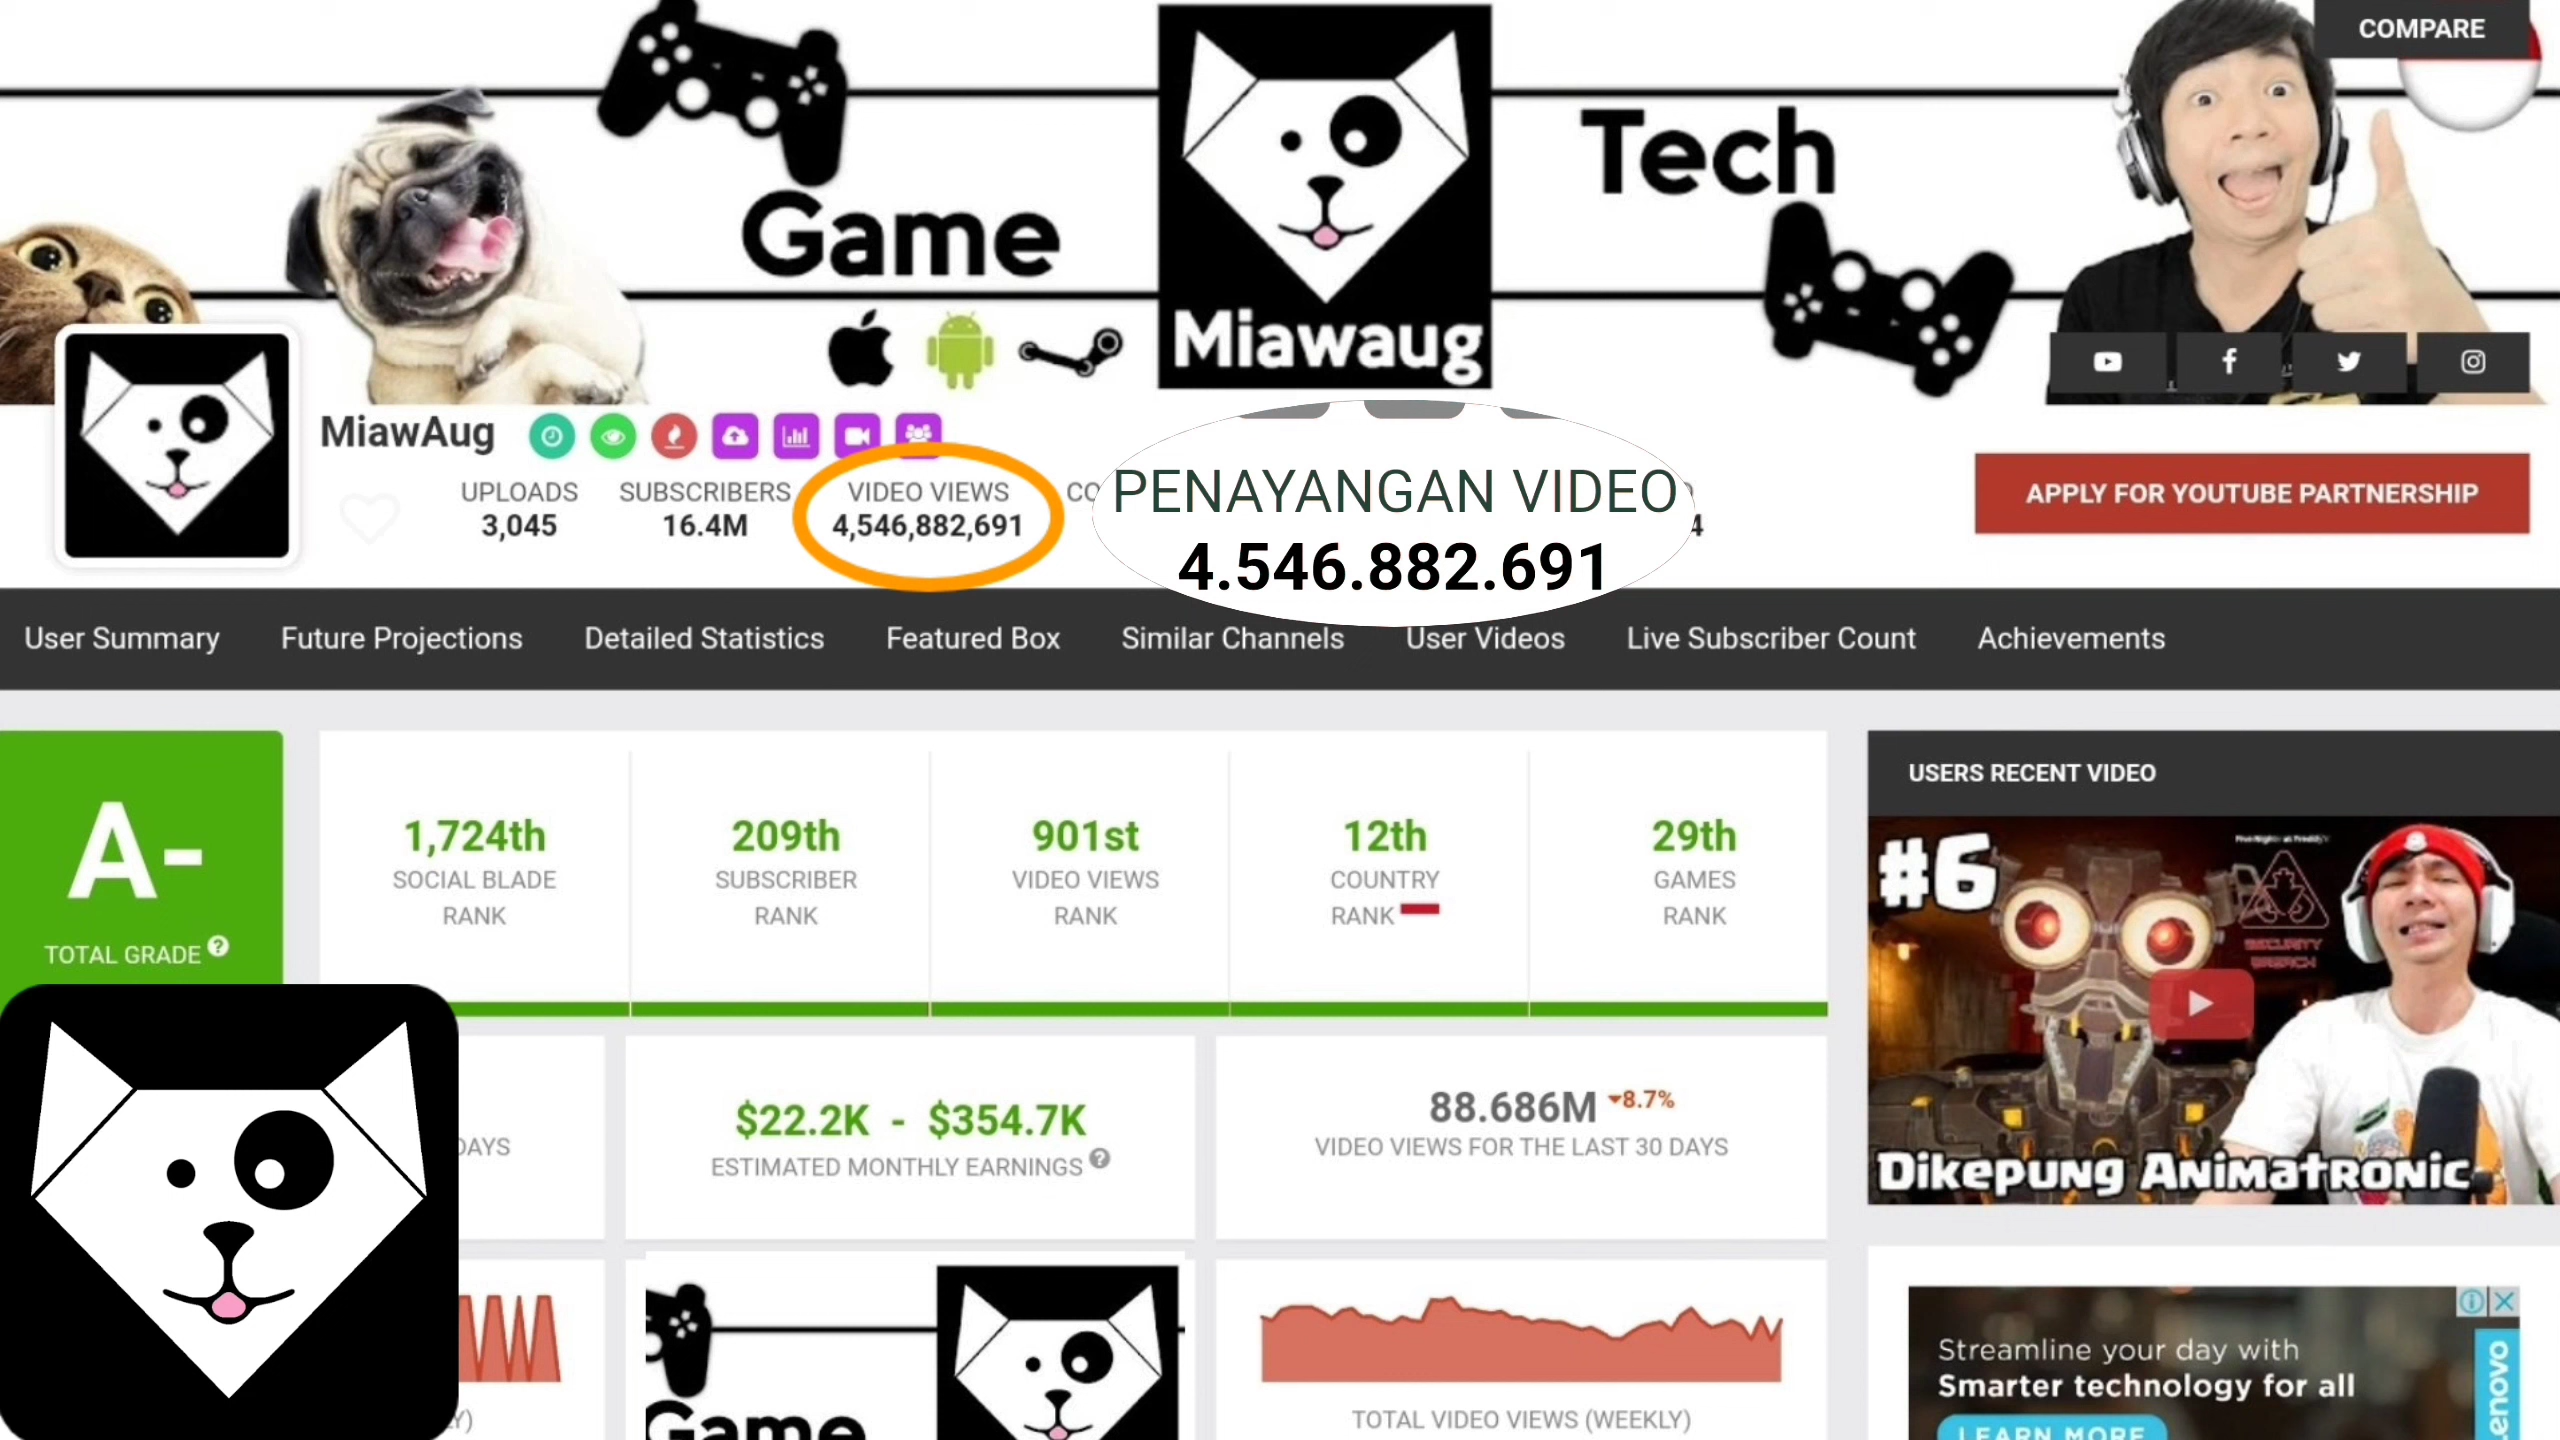 COMPARE
Game
Tech
Miawaug
MiawAug
UPLOADS
3,045
SUBSCRIBERS
16.4M
VIDEO VIEWS
4,546,882,691
PENAYANGAN VIDEO
4.546.882.691
APPLY FOR YOUTUBE PARTNERSHIP
User Summary
Future Projections
Detailed Statistics
Featured Box
Similar Channels
User Videos
Live Subscriber Count
Achievements
A-
TOTAL GRADE
1,724th
SOCIAL BLADE
RANK
209th
SUBSCRIBER
RANK
901st
VIDEO VIEWS
RANK
12th
COUNTRY
RANK
29th
GAMES
RANK
USERS RECENT VIDEO
#6
SECURITY
BREACH
Dikepung Animatronic
DAYS
$22.2K - $354.7K
ESTIMATED MONTHLY EARNINGS
88.686M 8.7%
VIDEO VIEWS FOR THE LAST 30 DAYS
Game
TOTAL VIDEO VIEWS (WEEKLY)
Streamline your day with
Smarter technology for all
LEARN MORE
Lenovo